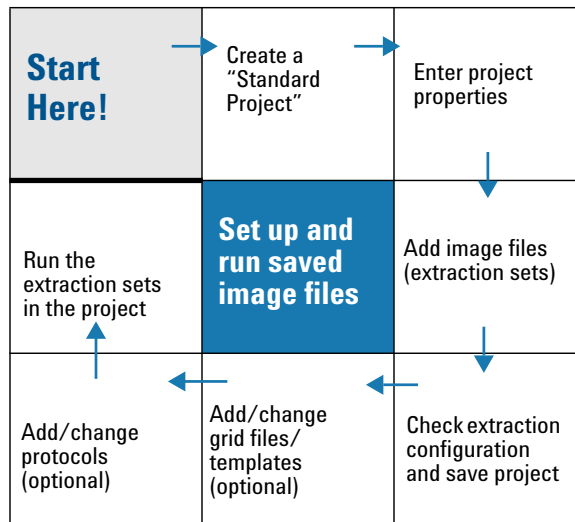 Start
Here!
Create a
“Standard
Project”
Enter project
properties
Add image files
(extraction sets)
Check extraction
configuration
and save project
Add/change
grid files/
templates
(optional)
Add/change
protocols
(optional)
Run the
extraction sets
in the project
Set up and
run saved
image files